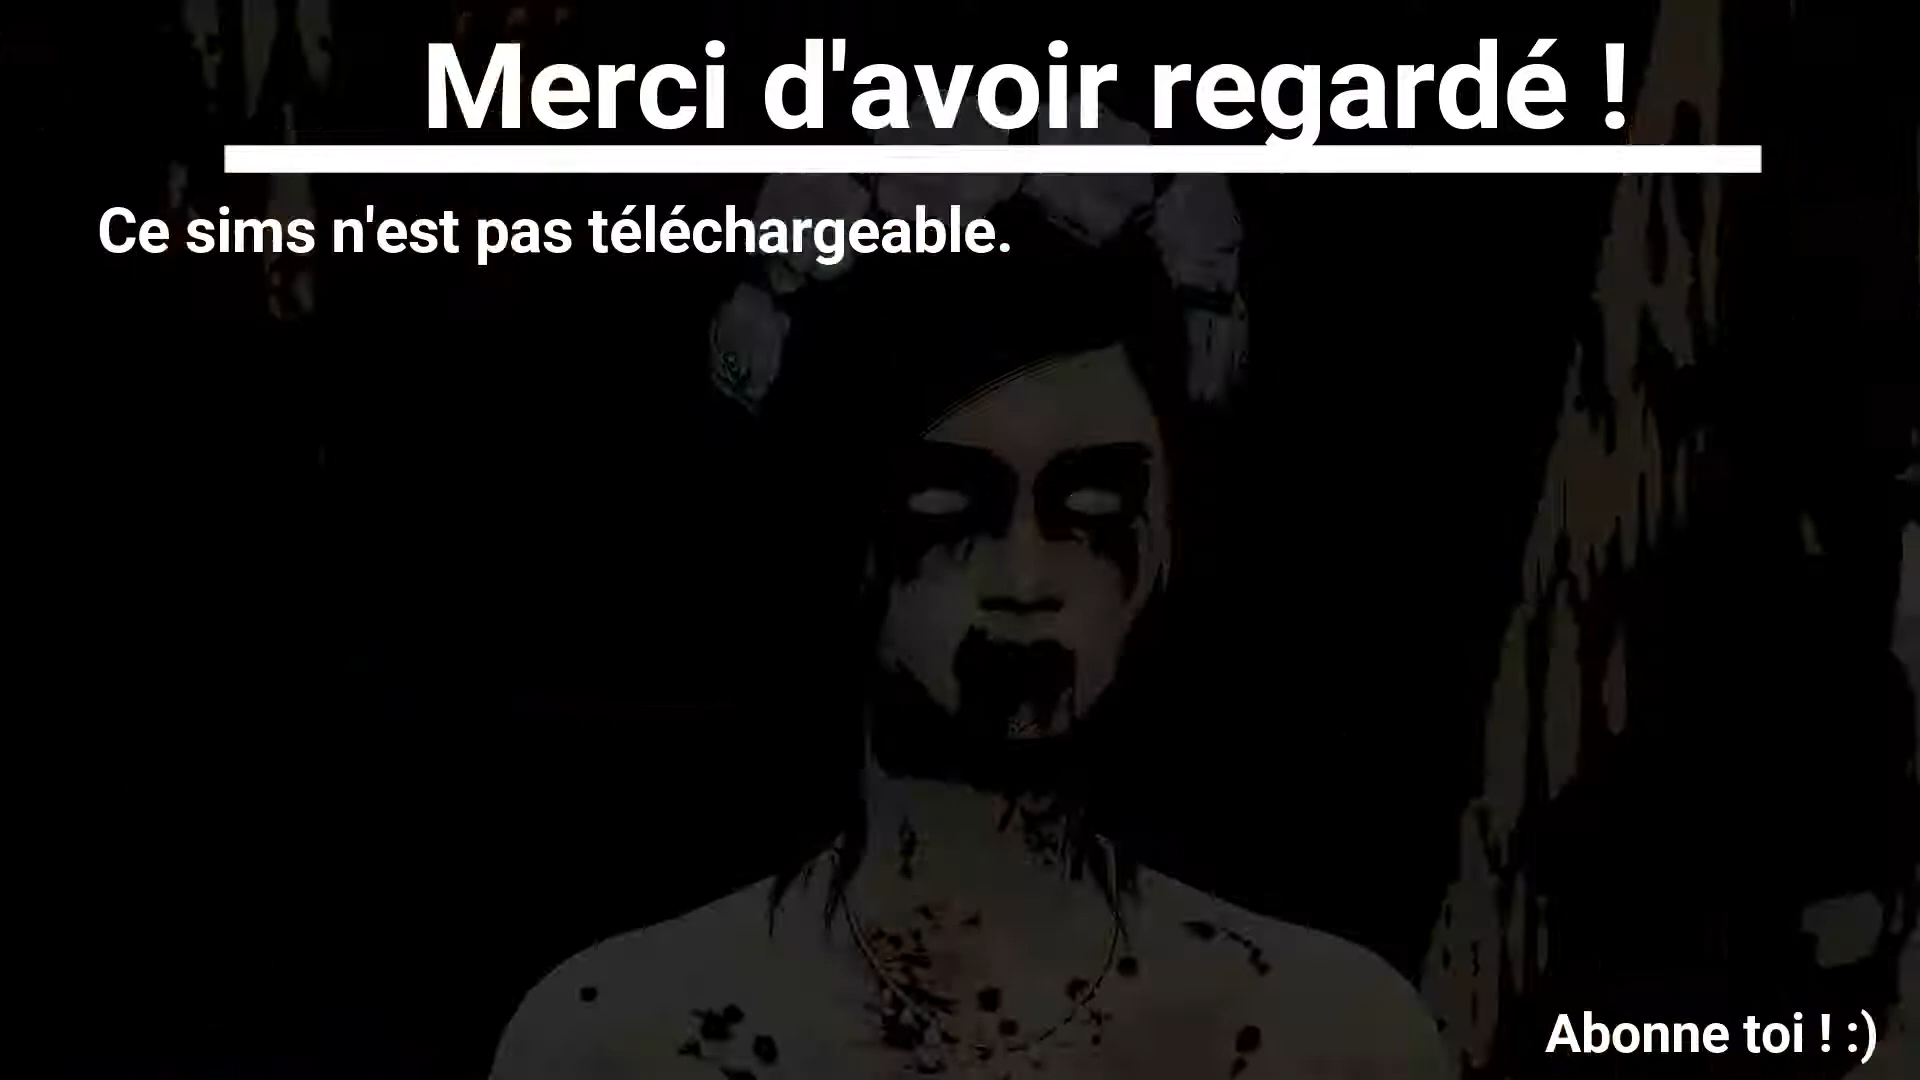 Merci d'avoir regardé !
Ce sims n'est pas téléchargeable.
Abonne toi ! :)